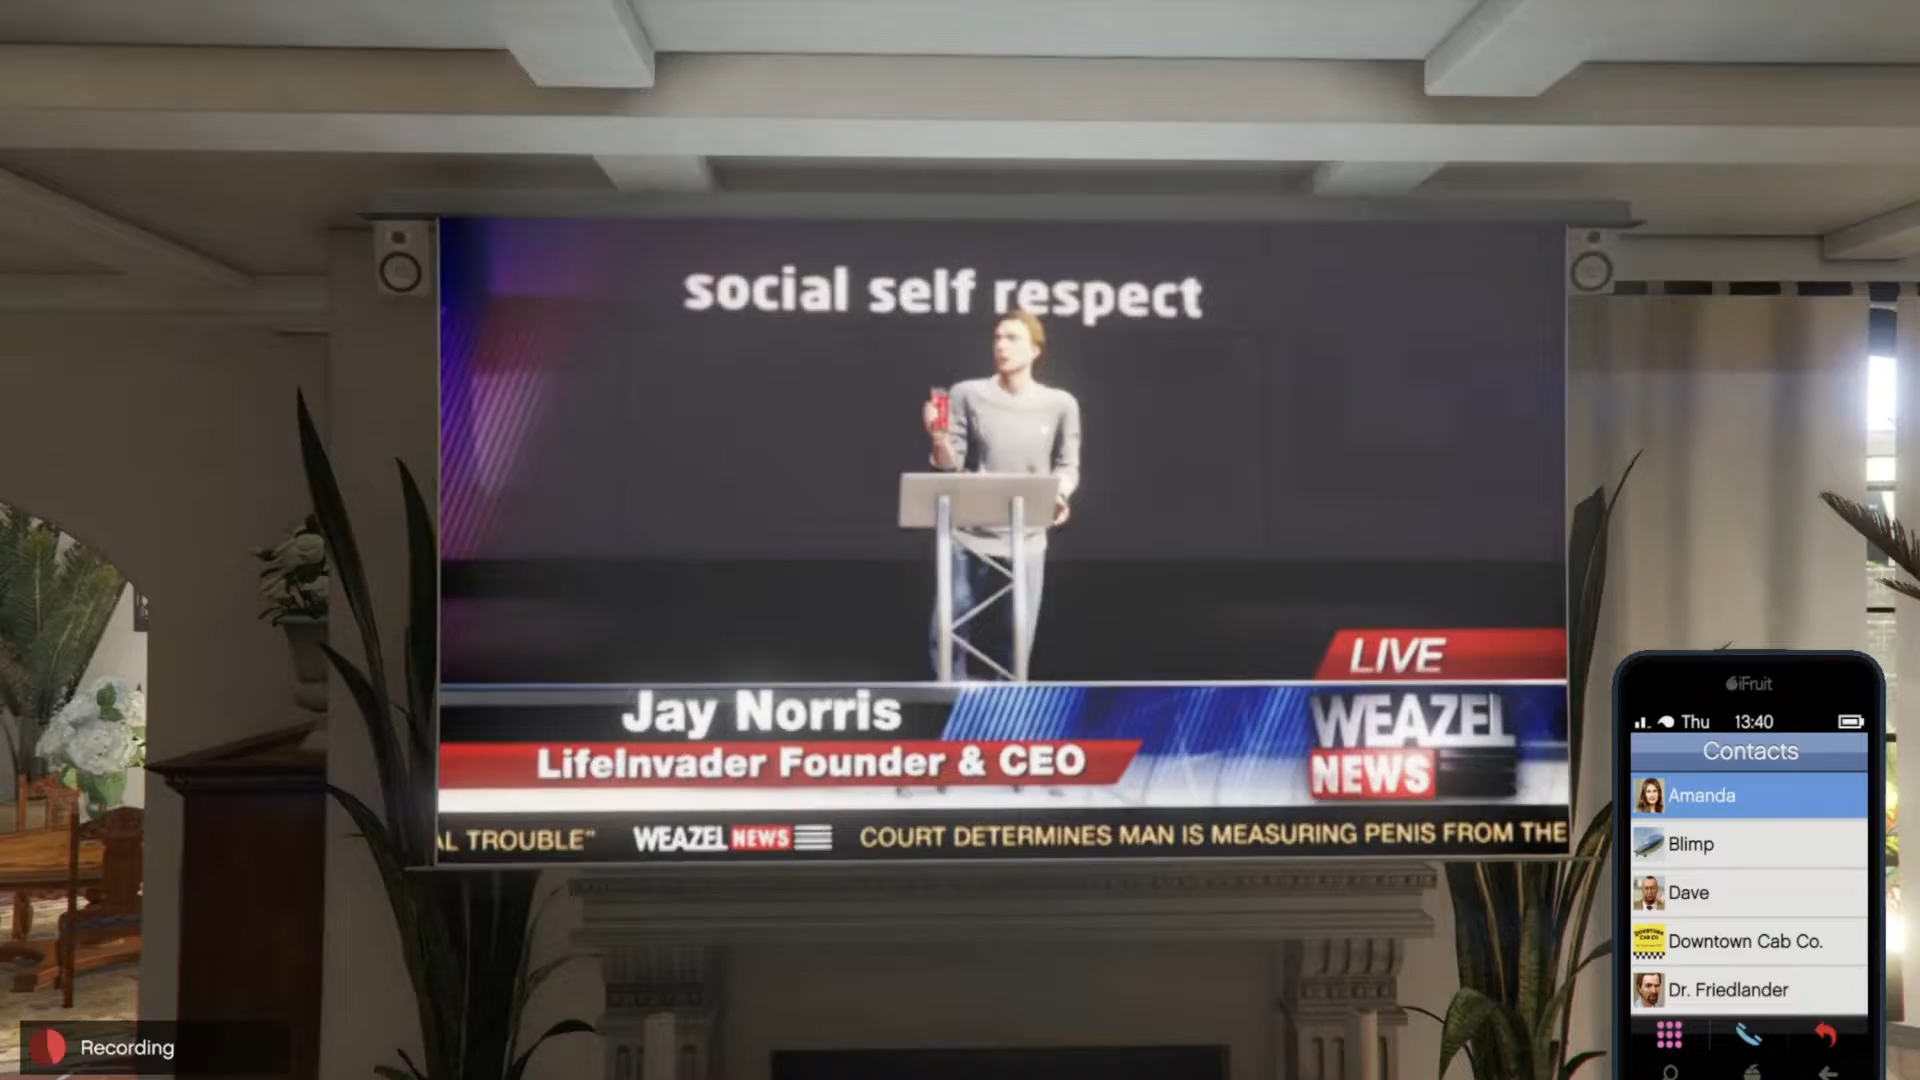 social self respect
LIVE
Jay Norris
LifeInvader Founder & CEO
WEAZEL
NEWS
AL TROUBLE"
WEAZEL NEWS
COURT DETERMINES MAN IS MEASURING PENIS FROM THE
iFruit
Thu 13:40
Contacts
Amanda
Blimp
Dave
Downtown Cab Co.
Dr. Friedlander
Recording